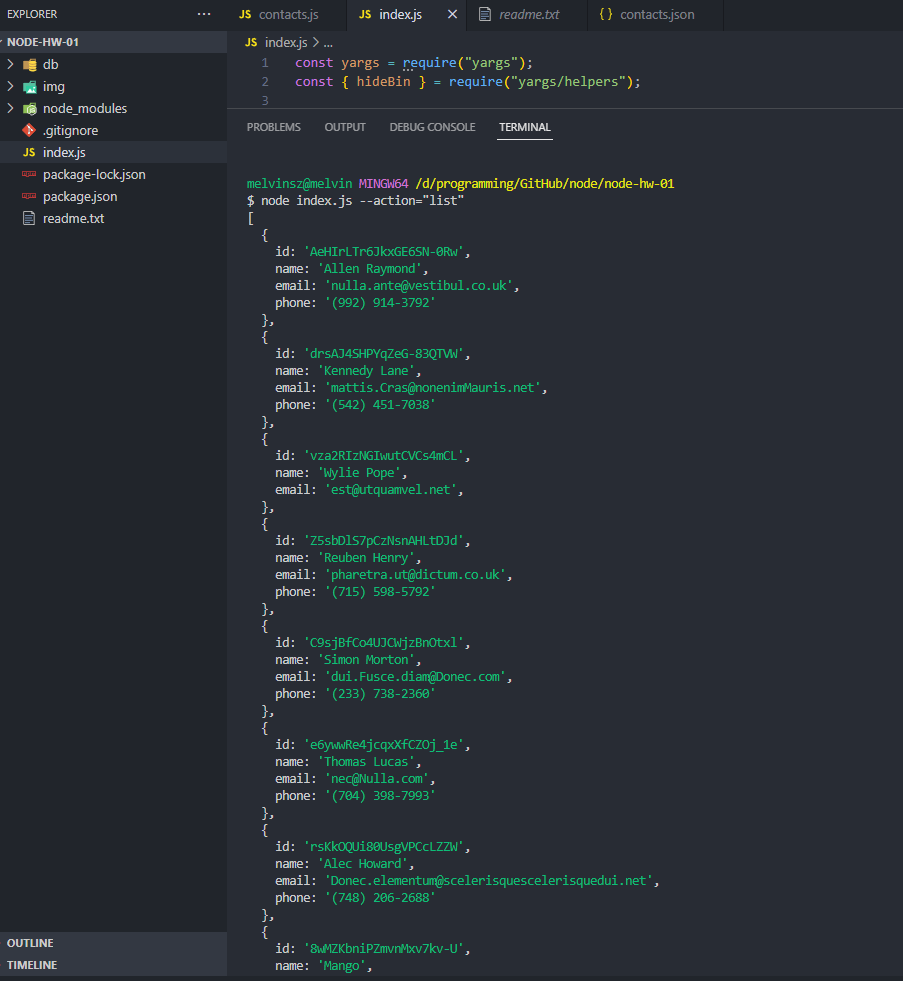 EXPLORER ...
NODE-HW-01
db
img
node_modules
.gitignore
JS index.js
package-lock.json
package.json
readme.txt
OUTLINE
TIMELINE
JS contacts.js JS index.js × readme.txt {} contacts.json
JS index.js > ...
1 const yargs = require("yargs");
2 const { hideBin } = require("yargs/helpers");
3
PROBLEMS OUTPUT DEBUG CONSOLE TERMINAL
melvinsz@melvin MINGW64 /d/programming/GitHub/node/node-hw-01
$ node index.js --action="list"
[
{
id: 'AeHIrLTr6JkxGE6SN-0Rw',
name: 'Allen Raymond',
email: 'nulla.ante@vestibul.co.uk',
phone: '(992) 914-3792'
},
{
id: 'drsAJ4SHPYqZeG-83QTVW',
name: 'Kennedy Lane',
email: 'mattis.Cras@nonenimMauris.net',
phone: '(542) 451-7038'
},
{
id: 'vza2RIzNGIwutCVCs4mCL',
name: 'Wylie Pope',
email: 'est@utquamvel.net',
},
{
id: 'Z5sbDlS7pCzNsnAHLtDJd',
name: 'Reuben Henry',
email: 'pharetra.ut@dictum.co.uk',
phone: '(715) 598-5792'
},
{
id: 'C9sjBfCo4UJCWjzBnOtxl',
name: 'Simon Morton',
email: 'dui.Fusce.diam@Donec.com',
phone: '(233) 738-2360'
},
{
id: 'e6ywwRe4jcqxXfCZOj_1e',
name: 'Thomas Lucas',
email: 'nec@Nulla.com',
phone: '(704) 398-7993'
},
{
id: 'rsKkOQUi80UsgVPCcLZZW',
name: 'Alec Howard',
email: 'Donec.elementum@scelerisquescelerisquedui.net',
phone: '(748) 206-2688'
},
{
id: '8wMZKbniPZmvnMxv7kv-U',
name: 'Mango',